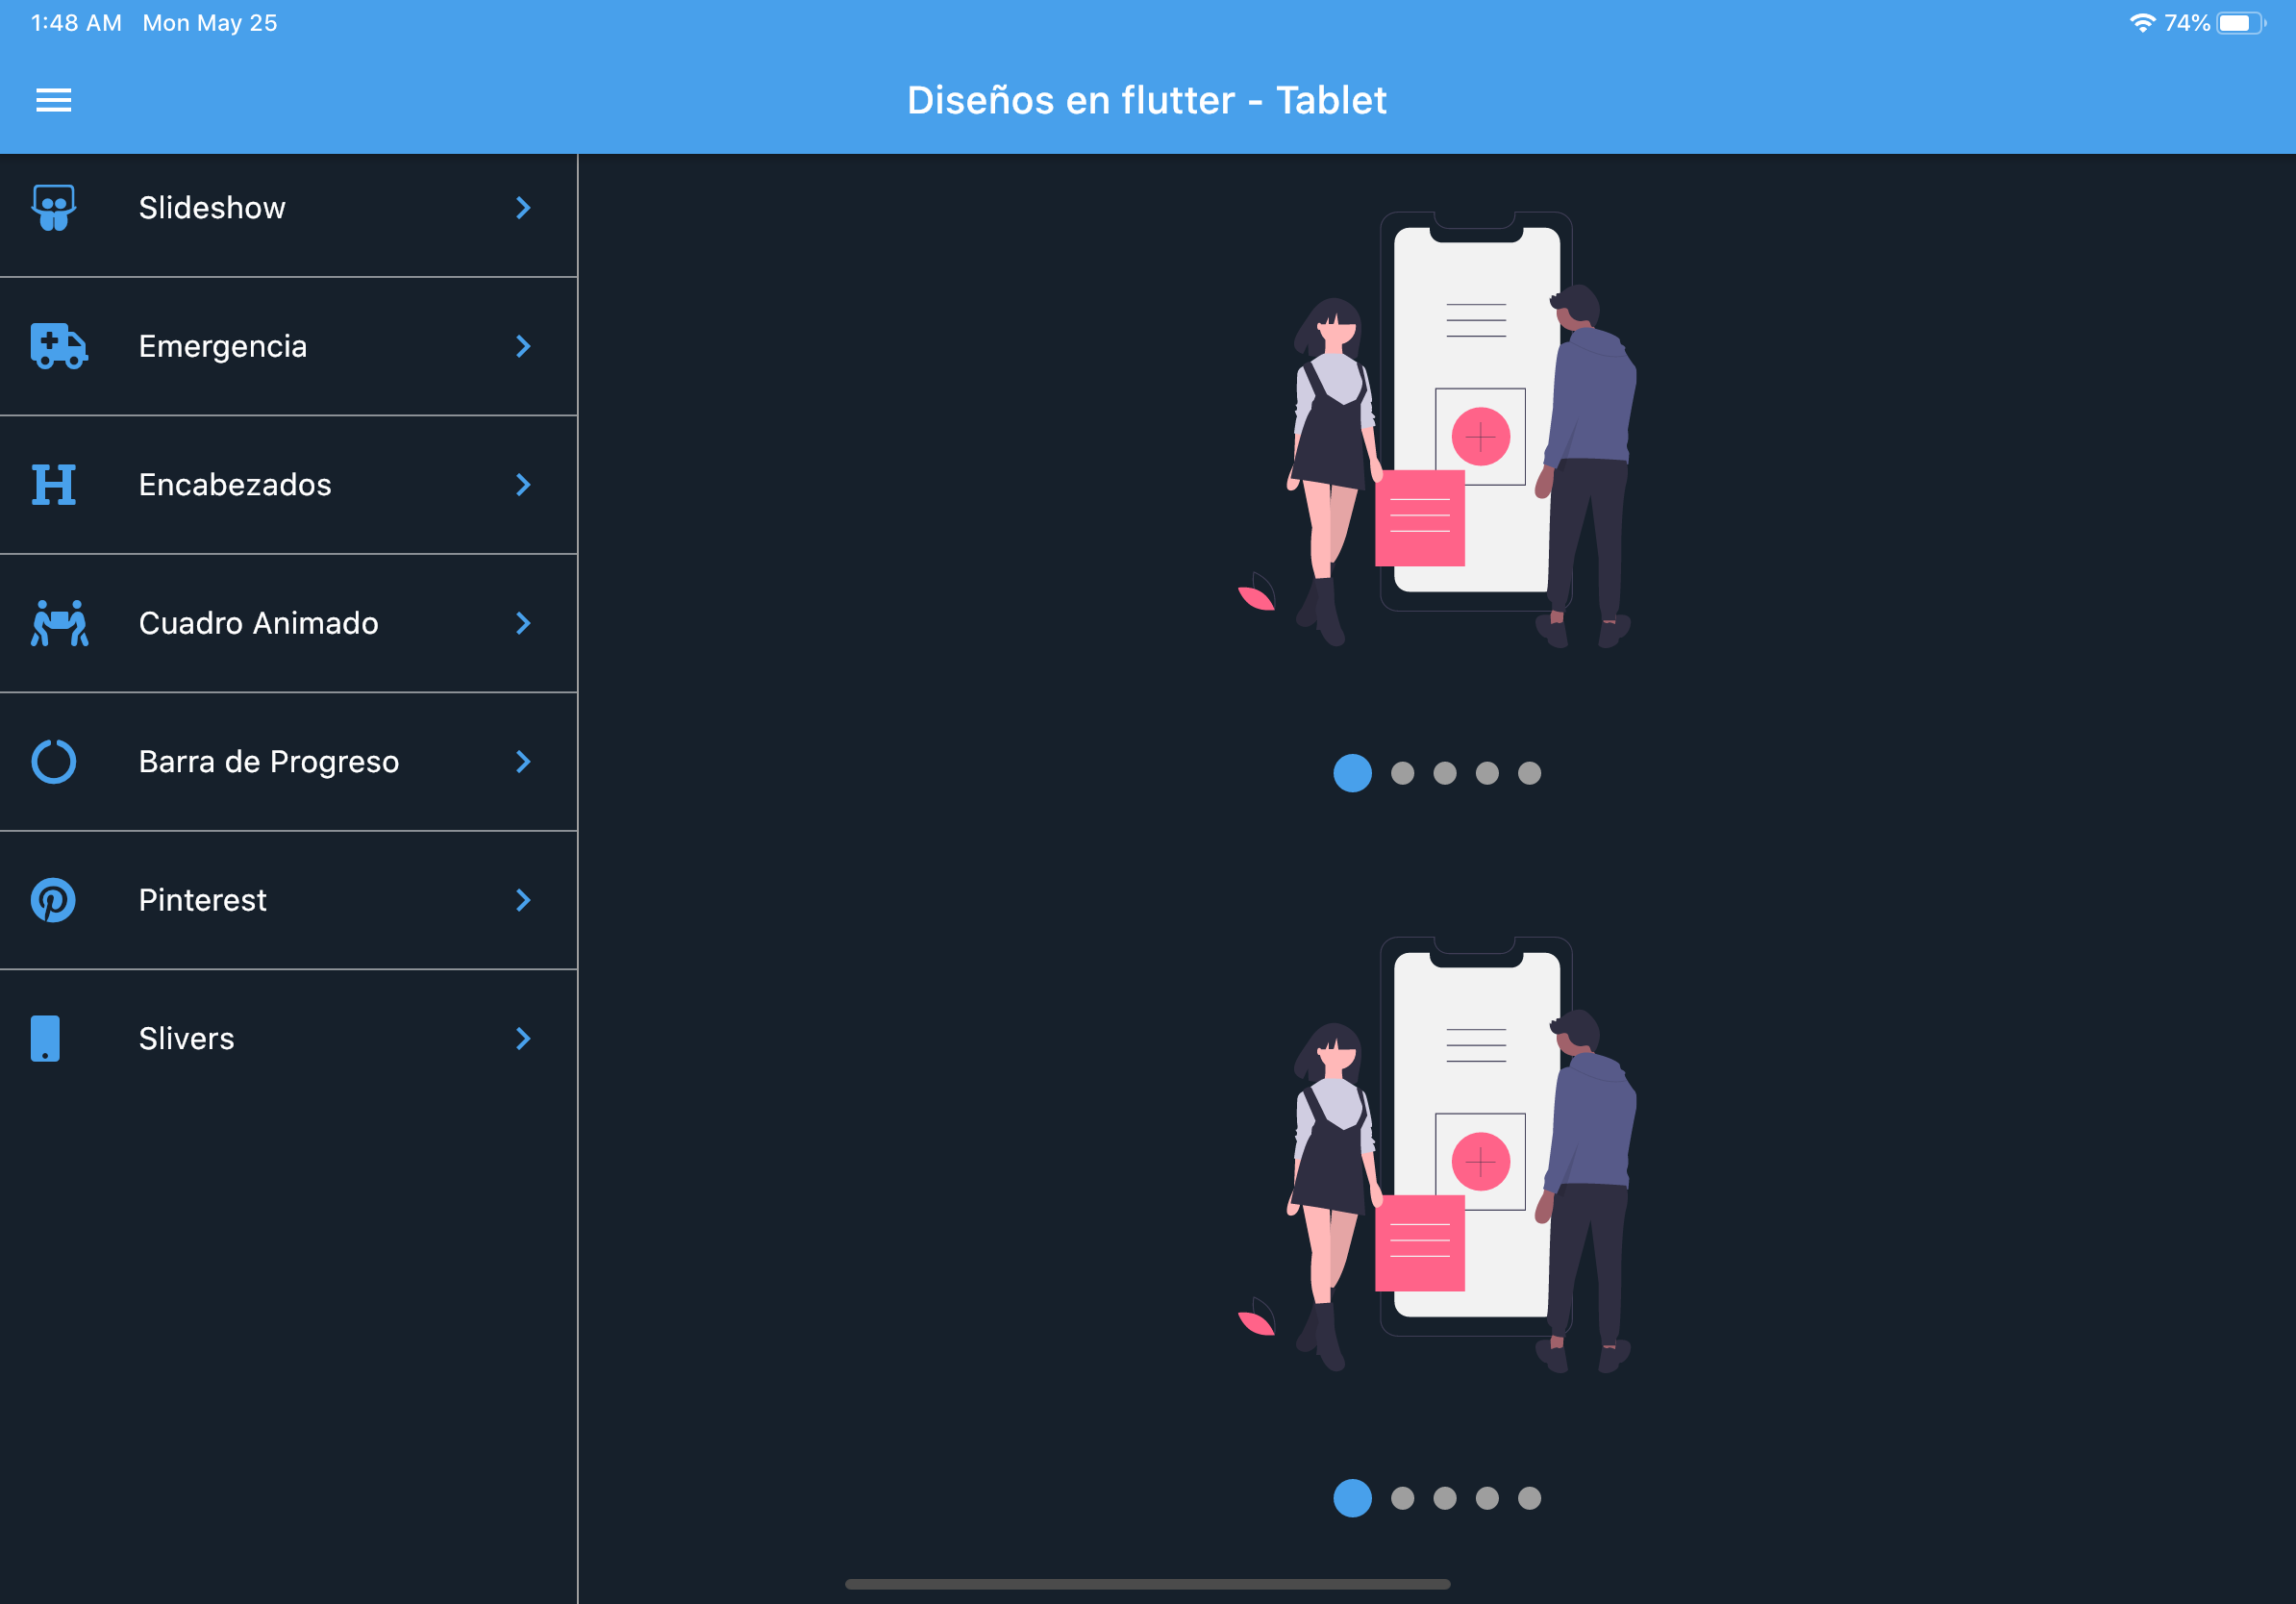 1:48 AM Mon May 25
74%
Diseños en flutter - Tablet
Slideshow
Emergencia
Encabezados
Cuadro Animado
Barra de Progreso
Pinterest
Slivers